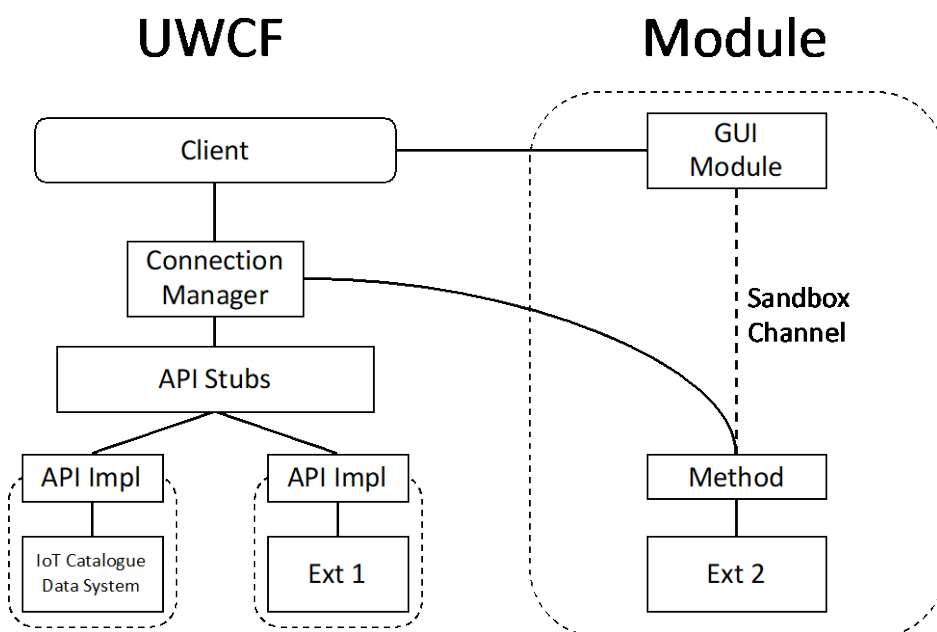 UWCF
Module
Client
GUI
Module
Connection
Manager
Sandbox
Channel
API Stubs
API Impl
API Impl
Method
IoT Catalogue
Data System
Ext 1
Ext 2